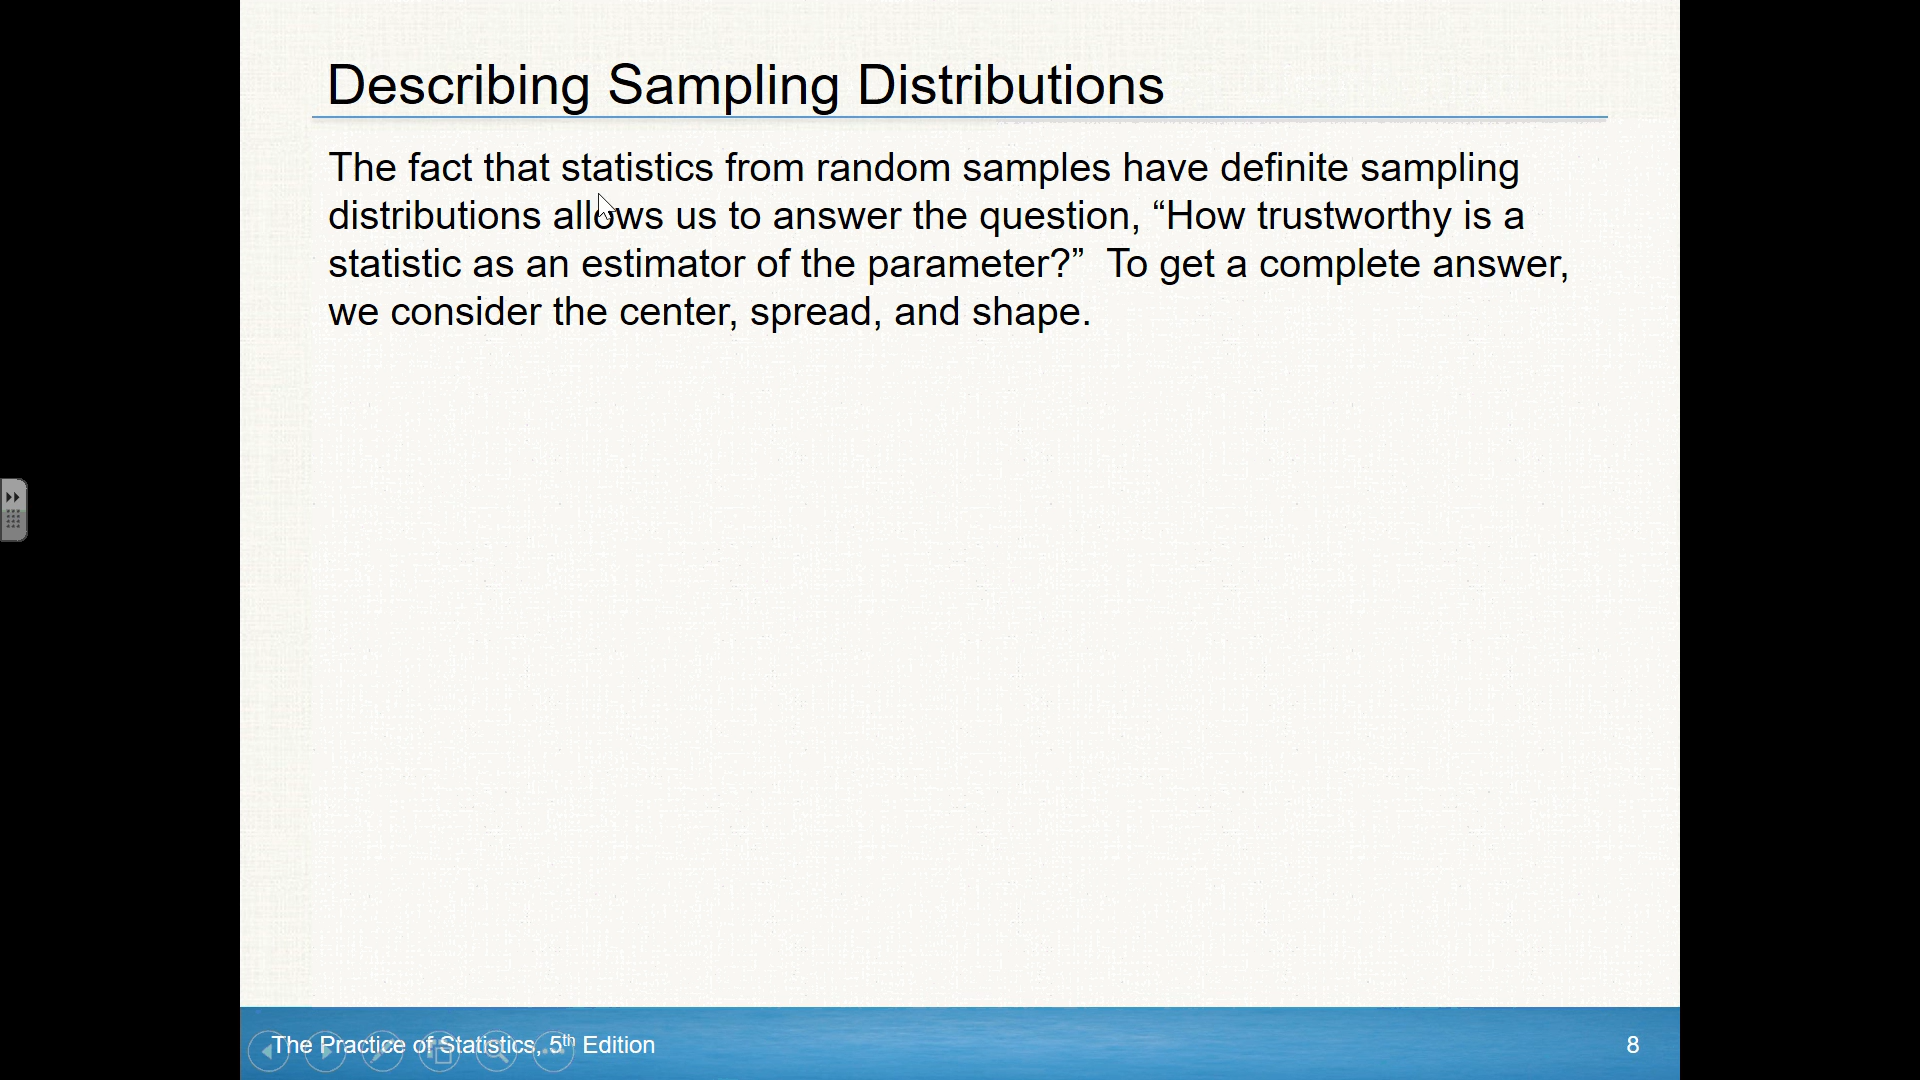 Describing Sampling Distributions
The fact that statistics from random samples have definite sampling
distributions allows us to answer the question, “How trustworthy is a
statistic as an estimator of the parameter?”  To get a complete answer,
we consider the center, spread, and shape.
The Practice of Statistics, 5th Edition
8